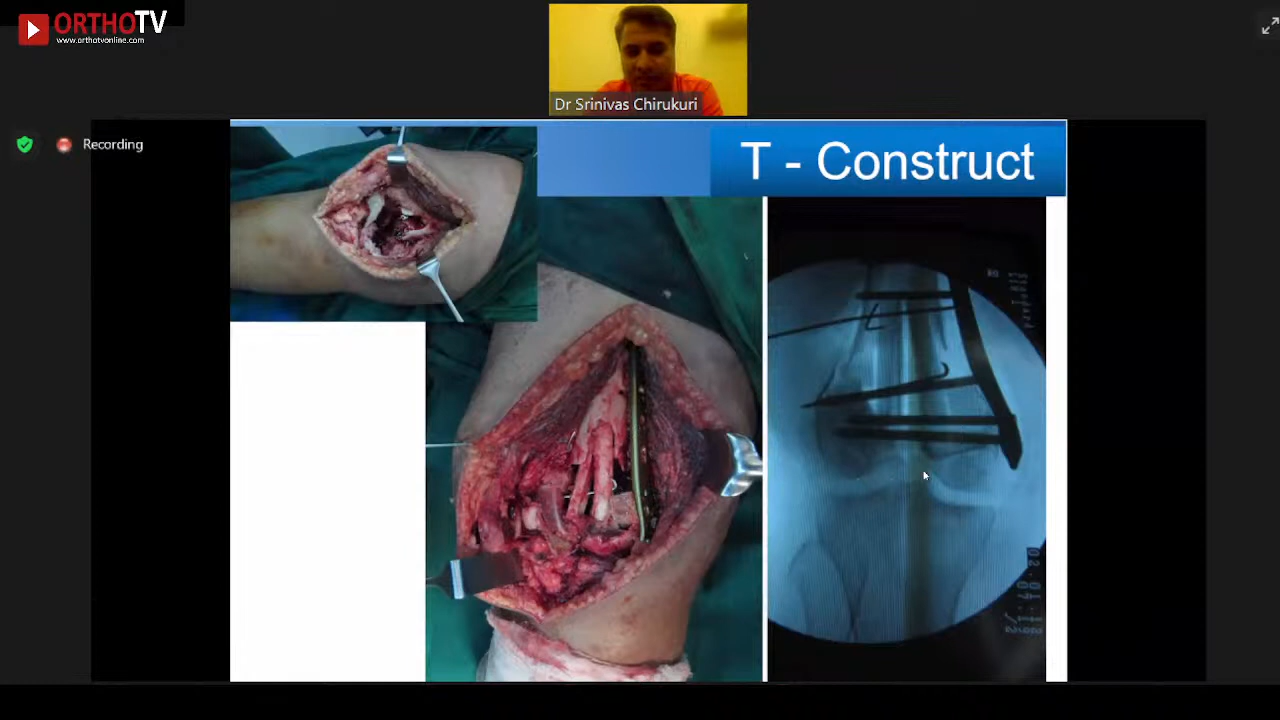 ORTHOTV
www.orthotvonline.com
Dr Srinivas Chirukuri
Recording
T - Construct